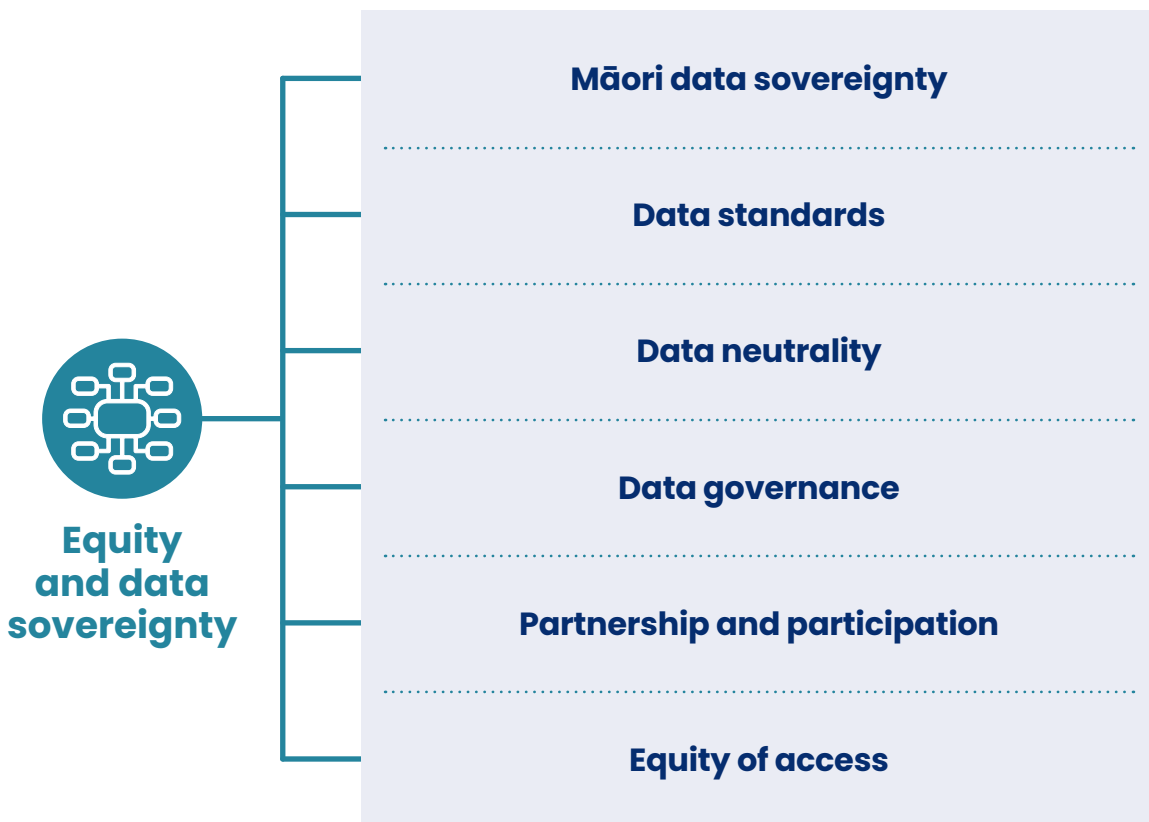 Māori data sovereignty
Data standards
Data neutrality
Data governance
Partnership and participation
Equity of access
Equity
and data
sovereignty